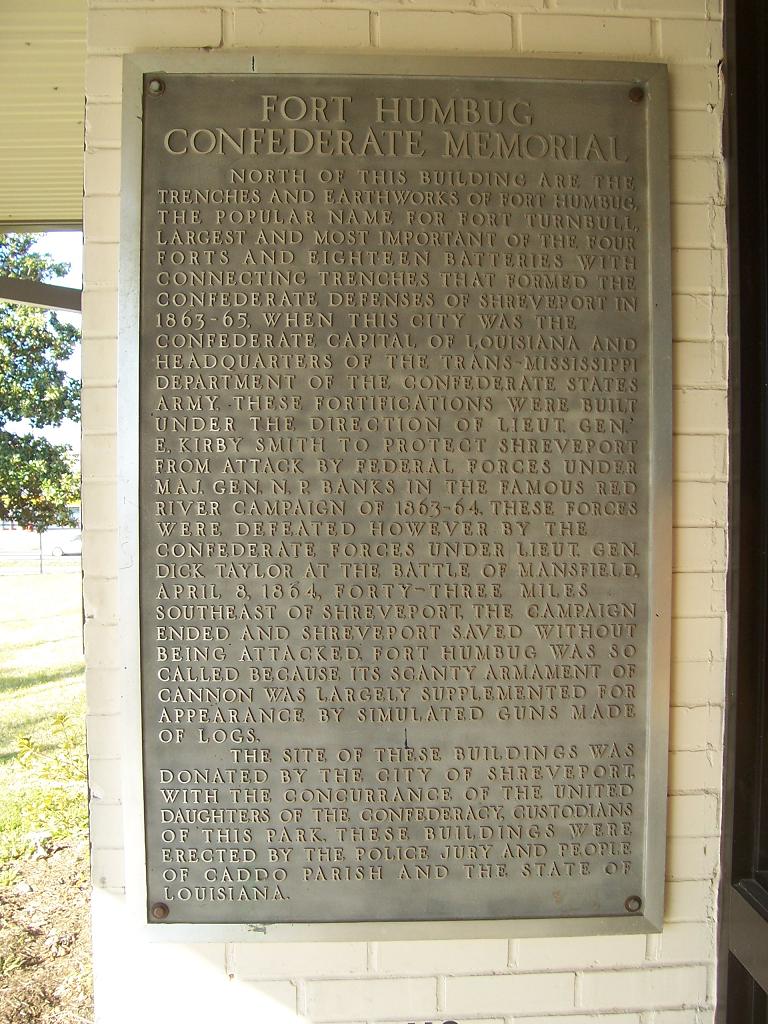 FORT HUMBUG
CONFEDERATE MEMORIAL
NORTH OF THIS BUILDING ARE THE
TRENCHES AND EARTHWORKS OF FORT HUMBUG,
THE POPULAR NAME FOR FORT TURNBULL,
LARGEST AND MOST IMPORTANT OF THE FOUR
FORTS AND EIGHTEEN BATTERIES WITH
CONNECTING TRENCHES THAT FORMED THE
CONFEDERATE DEFENSES OF SHREVEPORT IN
1863-65, WHEN THIS CITY WAS THE
CONFEDERATE CAPITAL OF LOUISIANA AND
HEADQUARTERS OF THE TRANS-MISSISSIPPI
DEPARTMENT OF THE CONFEDERATE STATES
ARMY. THESE FORTIFICATIONS WERE BUILT
UNDER THE DIRECTION OF LIEUT. GEN.
E. KIRBY SMITH TO PROTECT SHREVEPORT
FROM ATTACK BY FEDERAL FORCES UNDER
MAJ. GEN. N. P. BANKS IN THE FAMOUS RED
RIVER CAMPAIGN OF 1863-64. THESE FORCES
WERE DEFEATED HOWEVER BY THE
CONFEDERATE FORCES UNDER LIEUT. GEN.
DICK TAYLOR AT THE BATTLE OF MANSFIELD,
APRIL 8, 1864, FORTY-THREE MILES
SOUTHEAST OF SHREVEPORT, THE CAMPAIGN
ENDED AND SHREVEPORT SAVED WITHOUT
BEING ATTACKED. FORT HUMBUG WAS SO
CALLED BECAUSE ITS SCANTY ARMAMENT OF
CANNON WAS LARGELY SUPPLEMENTED FOR
APPEARANCE BY SIMULATED GUNS MADE
OF LOGS.
THE SITE OF THESE BUILDINGS WAS
DONATED BY THE CITY OF SHREVEPORT,
WITH THE CONCURRANCE OF THE UNITED
DAUGHTERS OF THE CONFEDERACY, CUSTODIANS
OF THIS PARK. THESE BUILDINGS WERE
ERECTED BY THE POLICE JURY AND PEOPLE
OF CADDO PARISH AND THE STATE OF
LOUISIANA.